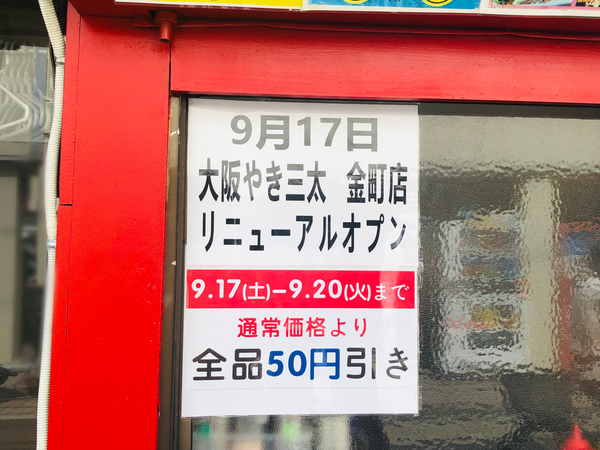 9月17日
大阪やき三太 金町店
リニューアルオープン
9.17(土)−9.20(火)まで
通常価格より
全品50円引き